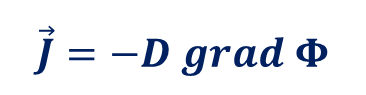 J⃗ = −D grad Φ